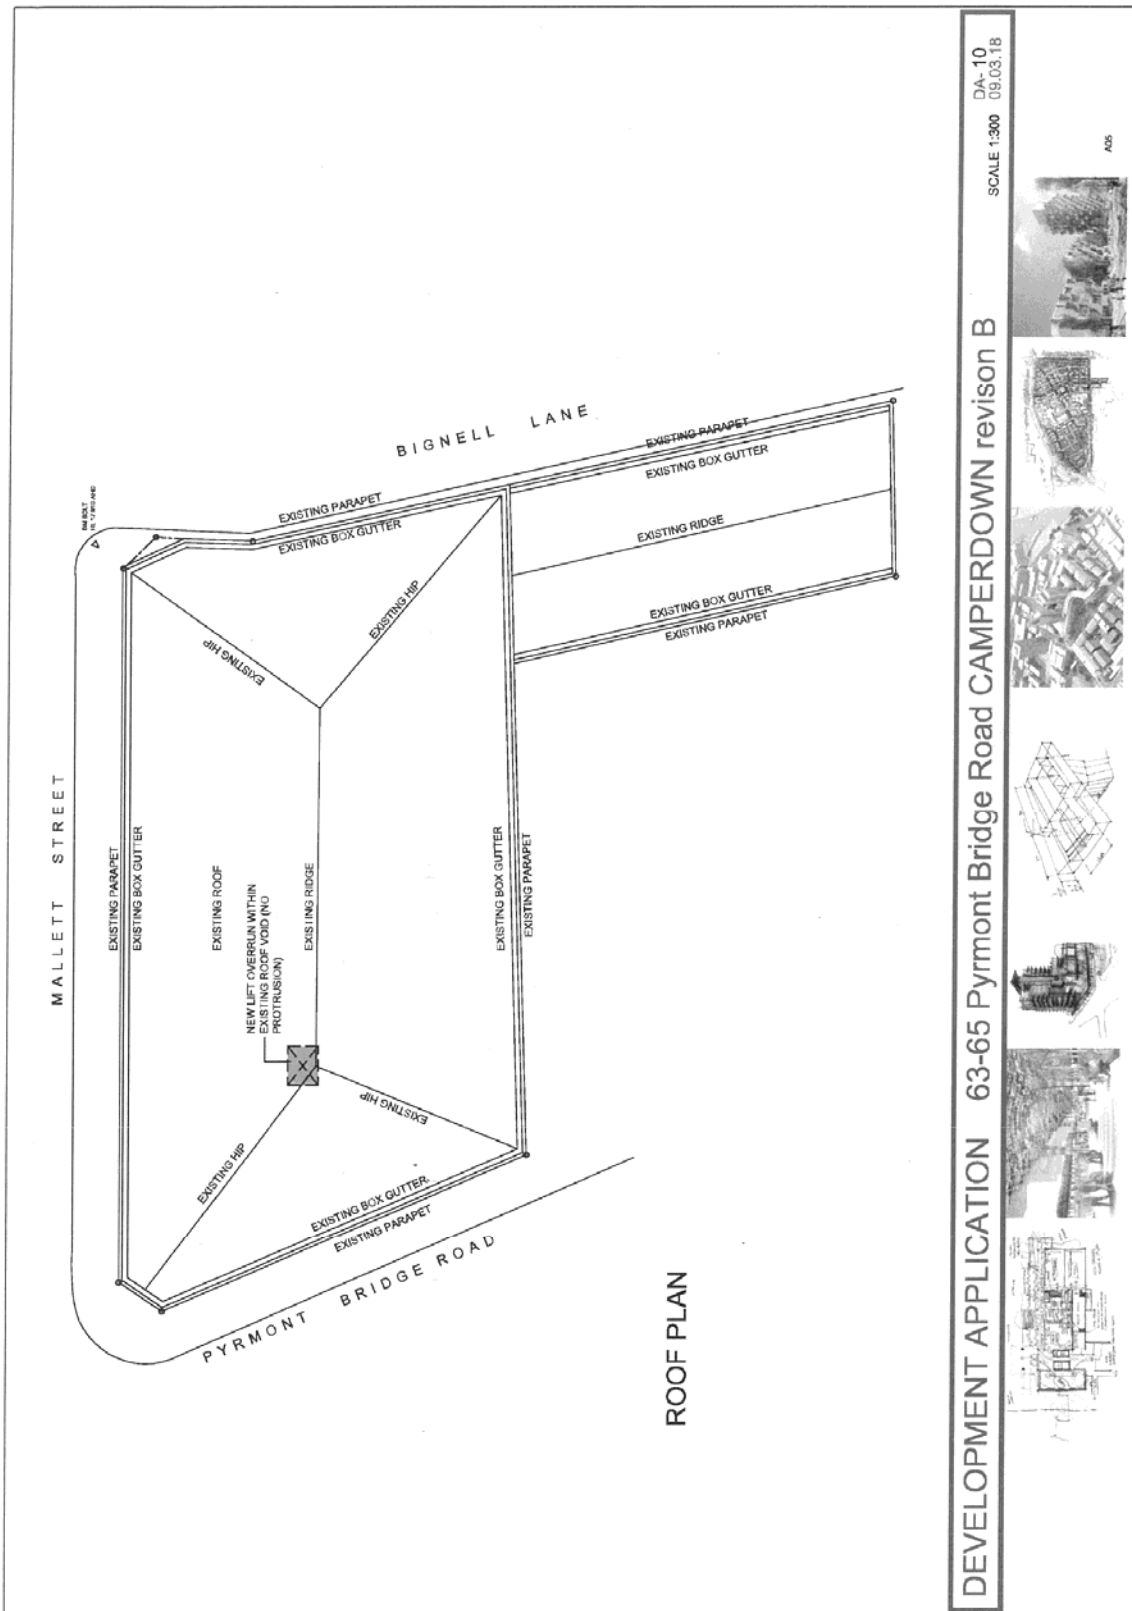 MALLETT STREET
BM BOLT
EXISTING PARAPET
EXISTING BOX GUTTER
EXISTING ROOF
NEW LIFT OVERRUN WITHIN
EXISTING ROOF VOID (NO
PROTRUSION)
X
EXISTING RIDGE
EXISTING HIP
EXISTING HIP
EXISTING HIP
EXISTING HIP
EXISTING BOX GUTTER
EXISTING PARAPET
EXISTING BOX GUTTER
EXISTING PARAPET
PYRMONT BRIDGE ROAD
BIGNELL LANE
EXISTING PARAPET
EXISTING BOX GUTTER
EXISTING PARAPET
EXISTING BOX GUTTER
EXISTING RIDGE
EXISTING BOX GUTTER
EXISTING PARAPET
ROOF PLAN
DEVELOPMENT APPLICATION 63-65 Pyrmont Bridge Road CAMPERDOWN revison B
SCALE 1:300
DA-10
09.03.18
A05